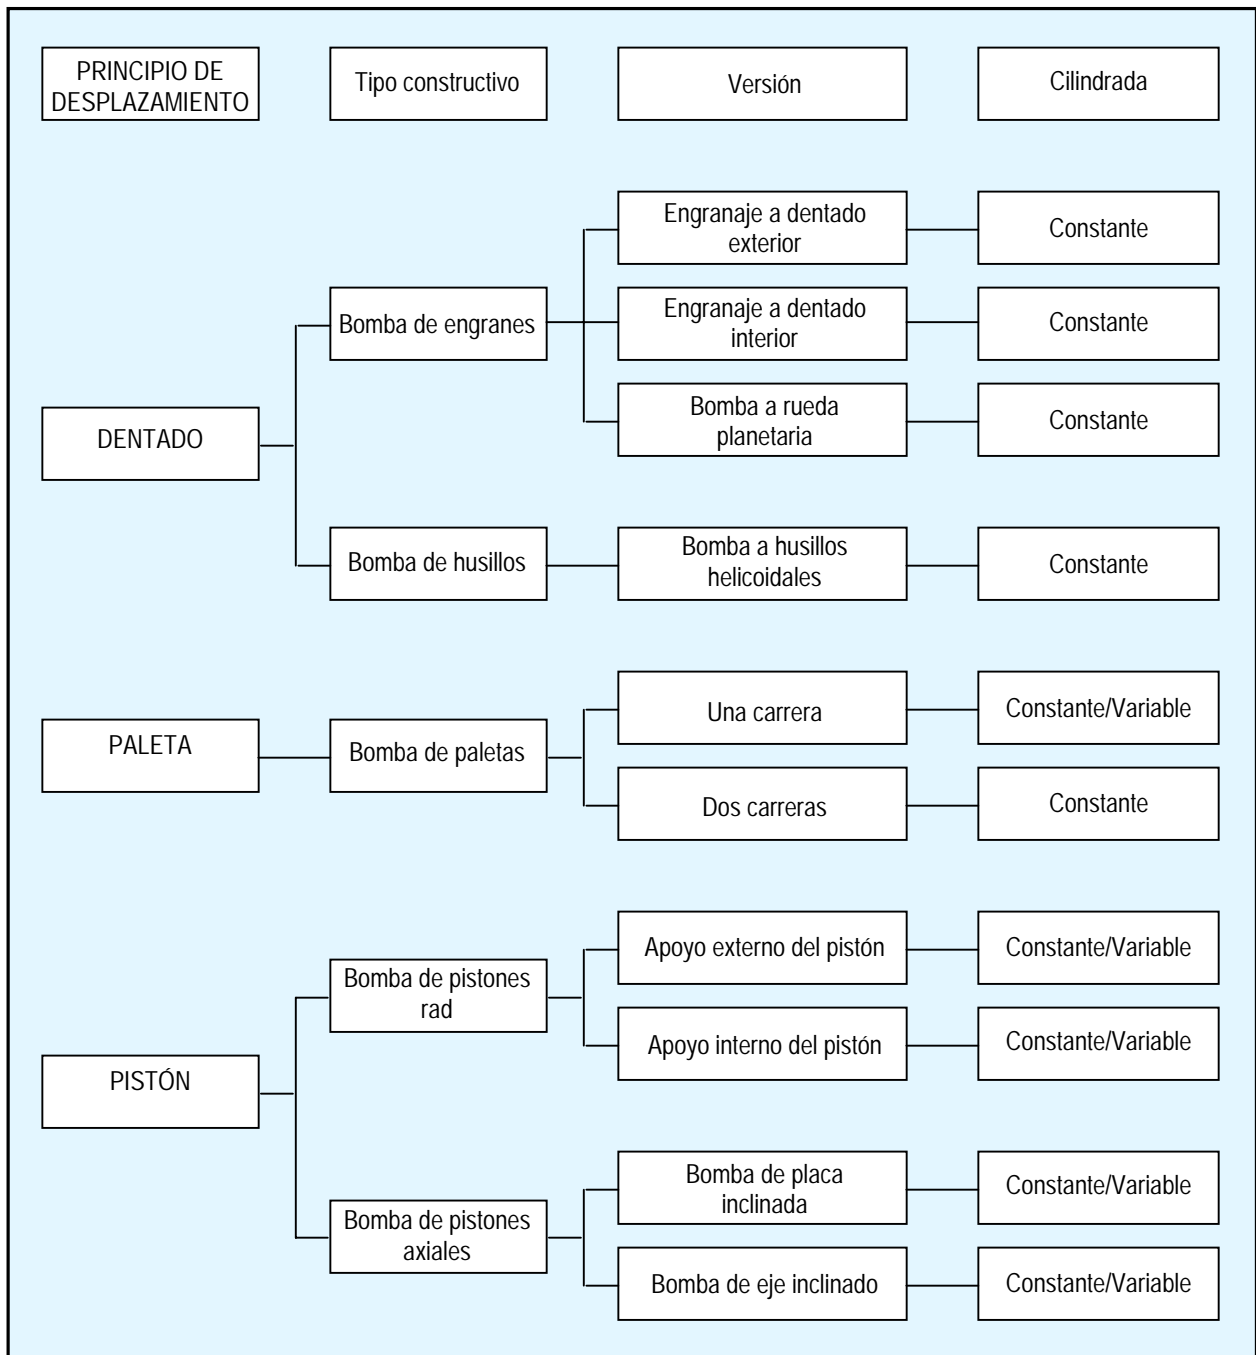 PRINCIPIO DE
DESPLAZAMIENTO
Tipo constructivo
Versión
Cilindrada
DENTADO
Bomba de engranes
Engranaje a dentado
exterior
Constante
Engranaje a dentado
interior
Constante
Bomba a rueda
planetaria
Constante
Bomba de husillos
Bomba a husillos
helicoidales
Constante
PALETA
Bomba de paletas
Una carrera
Constante/Variable
Dos carreras
Constante
PISTÓN
Bomba de pistones
rad
Apoyo externo del pistón
Constante/Variable
Apoyo interno del pistón
Constante/Variable
Bomba de pistones
axiales
Bomba de placa
inclinada
Constante/Variable
Bomba de eje inclinado
Constante/Variable